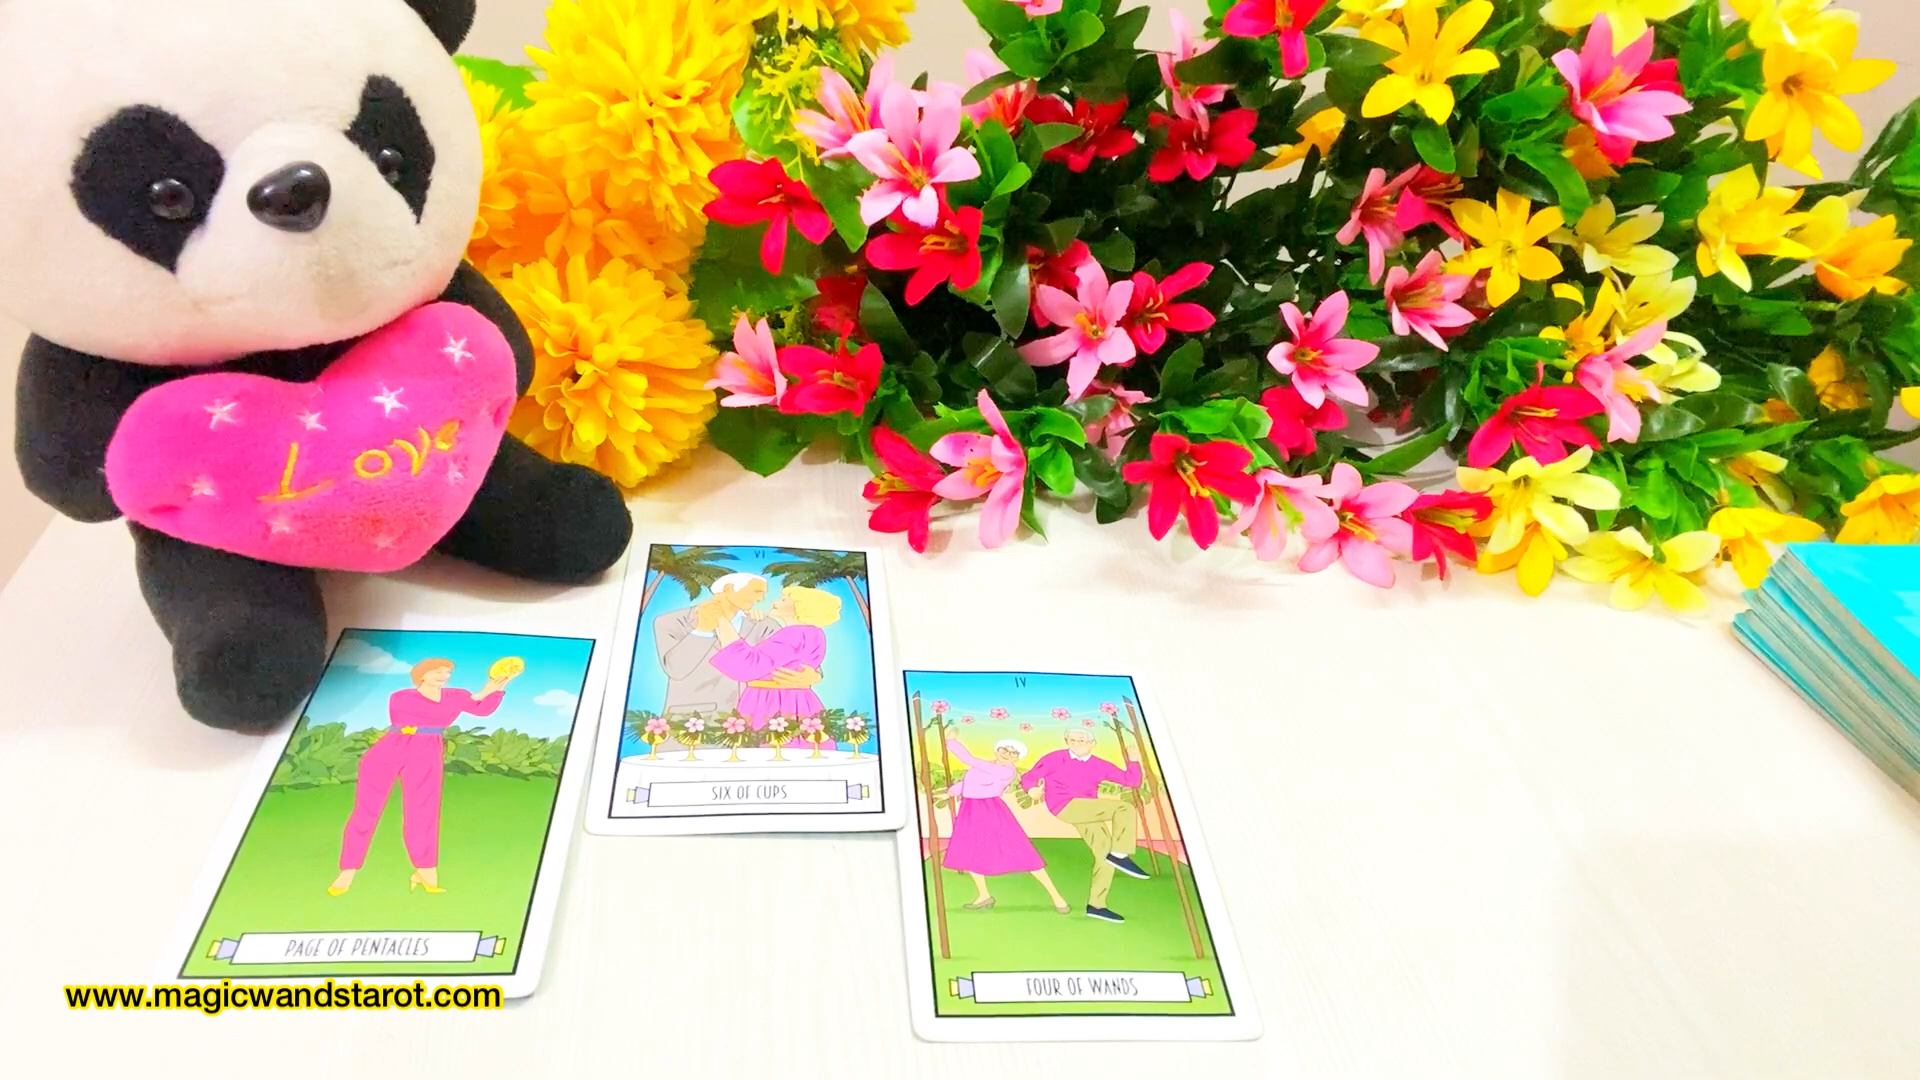 Love
VI
SIX OF CUPS
IV
PAGE OF PENTACLES
FOUR OF WANDS
www.magicwandstarot.com